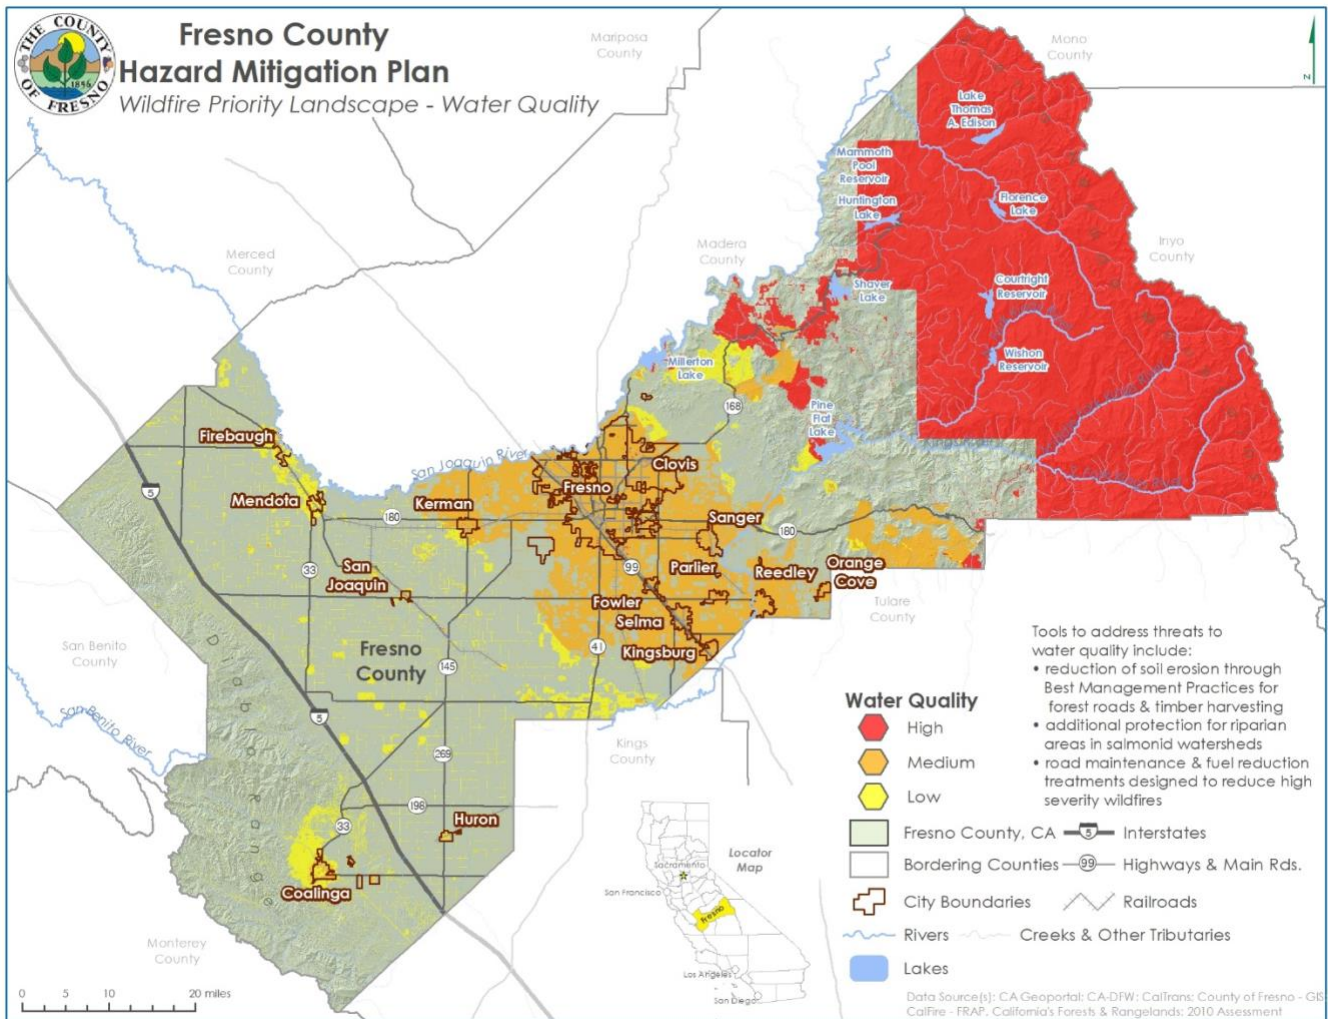 THE COUNTY
OF FRESNO
1856
Fresno County
Hazard Mitigation Plan
Wildfire Priority Landscape - Water Quality
Mariposa
County
Mono
County
N
Lake
Thomas
A. Edison
Mammoth
Pool
Reservoir
Huntington
Lake
Florence
Lake
Merced
County
Madera
County
Inyo
County
Shaver
Lake
Courtright
Reservoir
Wishon
Reservoir
Millerton
Lake
168
Pine
Flat
Lake
Firebaugh
San Joaquin River
Clovis
5
Mendota
Kerman
Fresno
180
Sanger
180
33
San
Joaquin
99
Parlier
Reedley
Orange
Cove
Fowler
Selma
Kingsburg
Tulare
County
San Benito
County
Diablo Range
Fresno
County
145
41
San Benito
River
5
Kings
County
269
198
33
Huron
Coalinga
Monterey
County
Tools to address threats to
water quality include:
• reduction of soil erosion through
Best Management Practices for
forest roads & timber harvesting
• additional protection for riparian
areas in salmonid watersheds
• road maintenance & fuel reduction
treatments designed to reduce high
severity wildfires
Water Quality
High
Medium
Low
Fresno County, CA
5 Interstates
Bordering Counties
99 Highways & Main Rds.
City Boundaries
Railroads
Rivers
Creeks & Other Tributaries
Lakes
Locator
Map
Sacramento
San Francisco
Fresno
Los Angeles
San Diego
0 5 10 20 miles
Data Source(s): CA Geoportal; CA-DFW; CalTrans; County of Fresno - GIS
CalFire - FRAP, California's Forests & Rangelands: 2010 Assessment